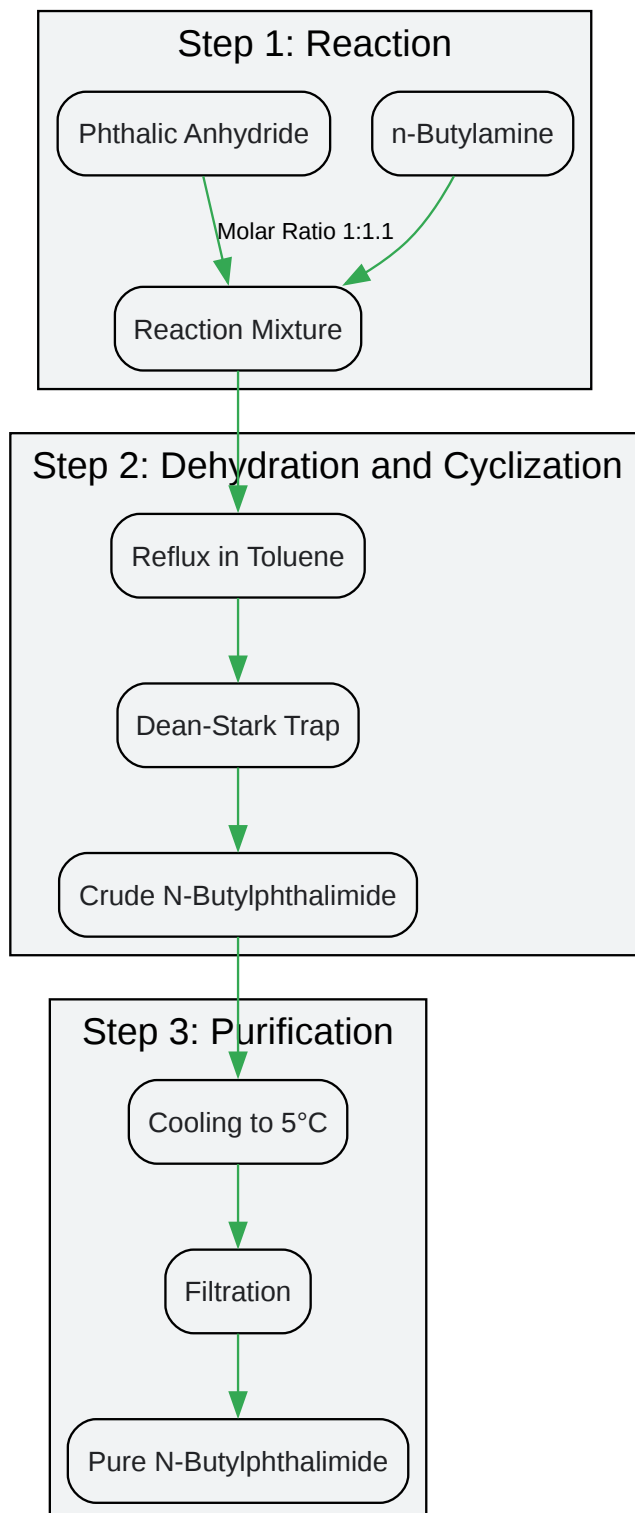 Step 1: Reaction
Phthalic Anhydride
n-Butylamine
Molar Ratio 1:1.1
Reaction Mixture
Step 2: Dehydration and Cyclization
Reflux in Toluene
Dean-Stark Trap
Crude N-Butylphthalimide
Step 3: Purification
Cooling to 5°C
Filtration
Pure N-Butylphthalimide